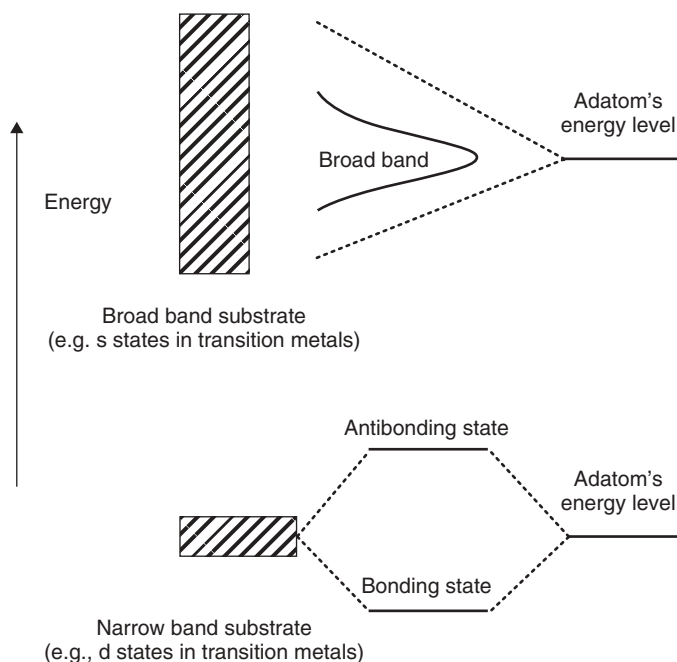 Adatom's
energy level
Broad band
Energy
Broad band substrate
(e.g. s states in transition metals)
Antibonding state
Adatom's
energy level
Bonding state
Narrow band substrate
(e.g., d states in transition metals)